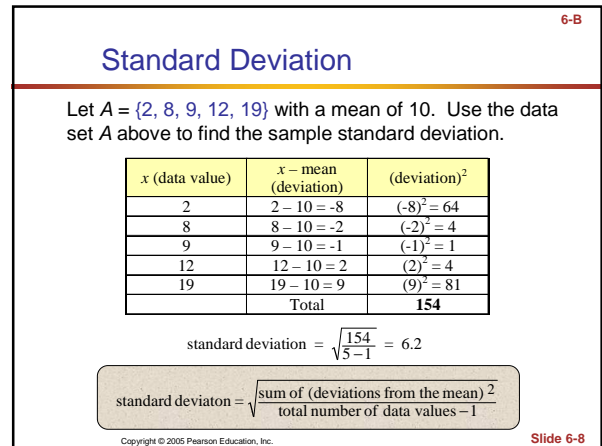 6-B
Standard Deviation
Let A = {2, 8, 9, 12, 19} with a mean of 10. Use the data
set A above to find the sample standard deviation.
x (data value) x – mean (deviation) (deviation)²
2 2 – 10 = -8 (-8)² = 64
8 8 – 10 = -2 (-2)² = 4
9 9 – 10 = -1 (-1)² = 1
12 12 – 10 = 2 (2)² = 4
19 19 – 10 = 9 (9)² = 81
Total 154
standard deviation = √(154/(5 – 1)) = 6.2
standard deviaton = √(sum of (deviations from the mean)²/(total number of data values – 1))
Copyright © 2005 Pearson Education, Inc. Slide 6-8